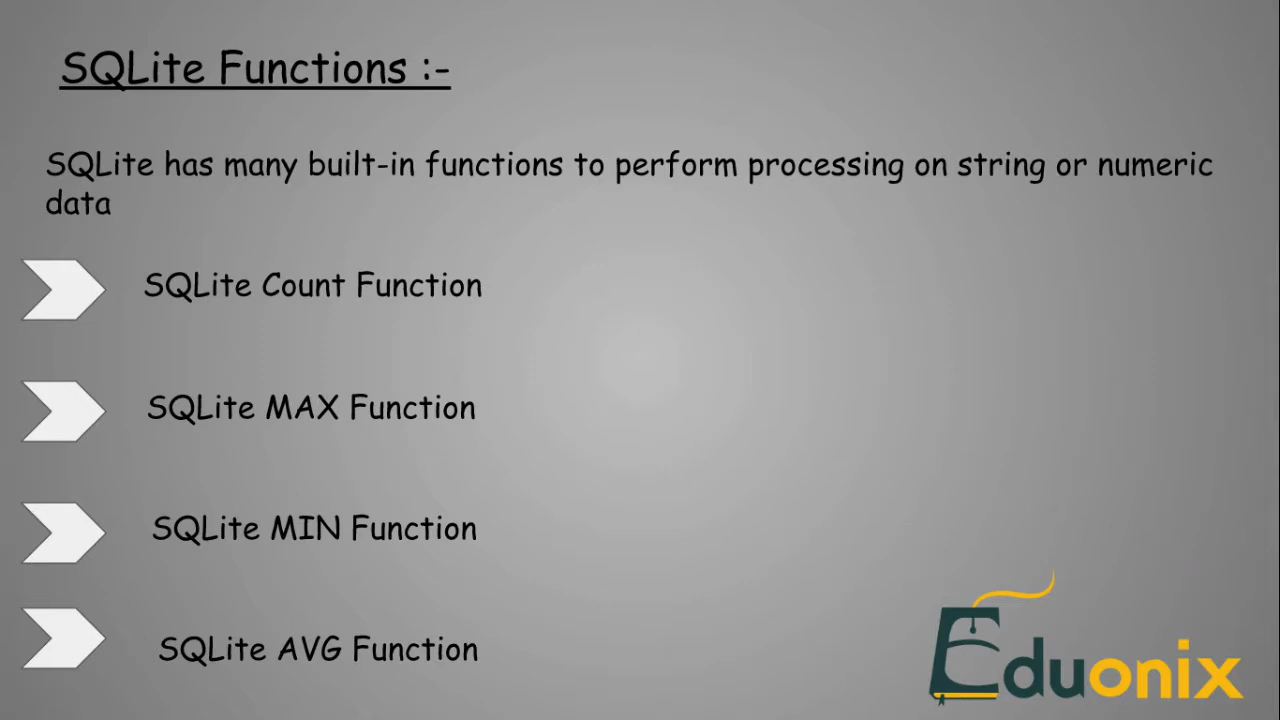 SQLite Functions :-
SQLite has many built-in functions to perform processing on string or numeric
data
SQLite Count Function
SQLite MAX Function
SQLite MIN Function
SQLite AVG Function
Eduonix